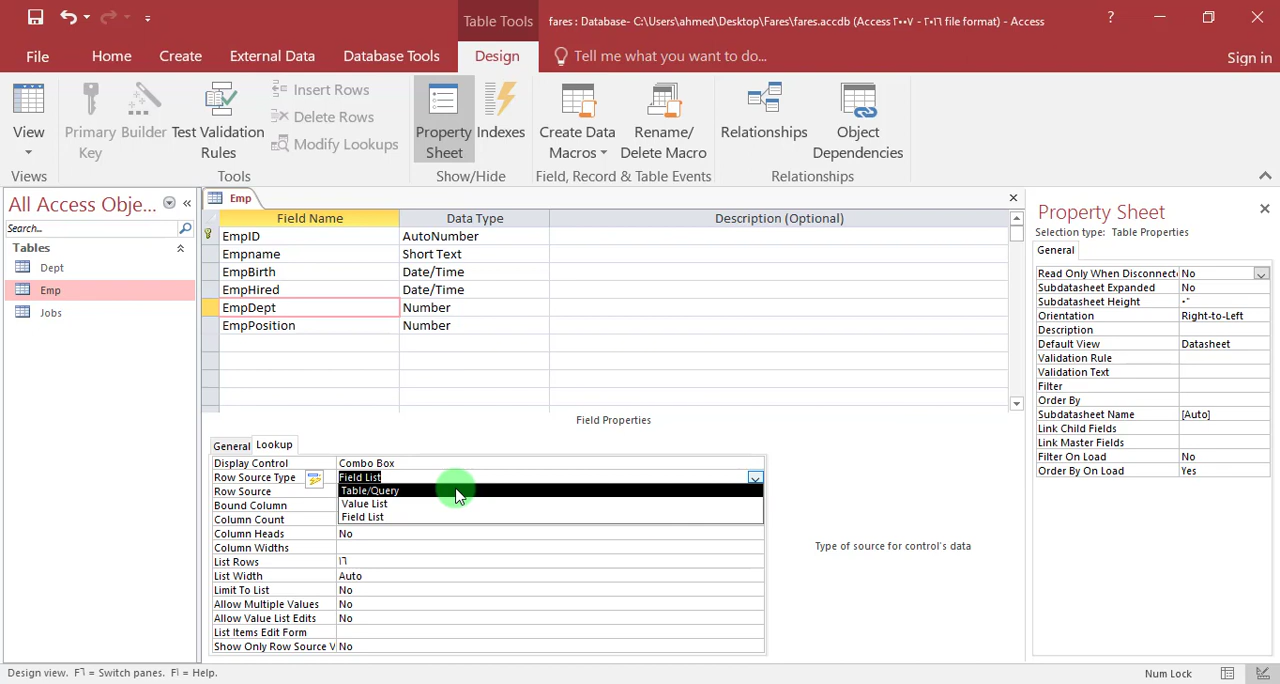 Table Tools
fares : Database- C:\Users\ahmed\Desktop\Fares\fares.accdb (Access ٢٠٠٧ - ٢٠١٦ file format) - Access
?
File
Home
Create
External Data
Database Tools
Design
Tell me what you want to do...
Sign in
View
Primary Key
Builder
Test Validation Rules
Insert Rows
Delete Rows
Modify Lookups
Property Sheet
Indexes
Create Data Macros
Rename/ Delete Macro
Relationships
Object Dependencies
Views
Tools
Show/Hide
Field, Record & Table Events
Relationships
All Access Obje...
Search...
Tables
Dept
Emp
Jobs
Emp
Field Name Data Type Description (Optional)
EmpID AutoNumber
Empname Short Text
EmpBirth Date/Time
EmpHired Date/Time
EmpDept Number
EmpPosition Number
Field Properties
General Lookup
Display Control Combo Box
Row Source Type Field List
Row Source Table/Query
Bound Column Value List
Column Count Field List
Column Heads No
Column Widths
List Rows ١٦
List Width Auto
Limit To List No
Allow Multiple Values No
Allow Value List Edits No
List Items Edit Form
Show Only Row Source V No
Type of source for control's data
Property Sheet
Selection type: Table Properties
General
Read Only When Disconnecte No
Subdatasheet Expanded No
Subdatasheet Height ٠"
Orientation Right-to-Left
Description
Default View Datasheet
Validation Rule
Validation Text
Filter
Order By
Subdatasheet Name [Auto]
Link Child Fields
Link Master Fields
Filter On Load No
Order By On Load Yes
Design view. F٦ = Switch panes. F١ = Help.
Num Lock